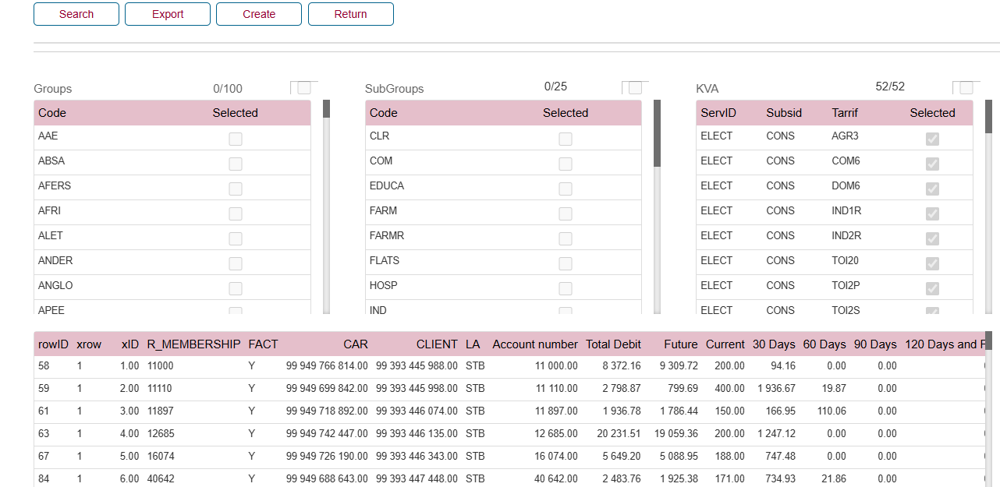 Search Export Create Return
Groups 0/100 SubGroups 0/25 KVA 52/52
Code Selected Code Selected ServID Subsid Tarrif Selected
AAE CLR ELECT CONS AGR3
ABSA COM ELECT CONS COM6
AFERS EDUCA ELECT CONS DOM6
AFRI FARM ELECT CONS IND1R
ALET FARMR ELECT CONS IND2R
ANDER FLATS ELECT CONS TOI20
ANGLO HOSP ELECT CONS TOI2P
APEE IND ELECT CONS TOI2S
rowID xrow xID R_MEMBERSHIP FACT CAR CLIENT LA Account number Total Debit Future Current 30 Days 60 Days 90 Days 120 Days and
58 1 1.00 11000 Y 99 949 766 814.00 99 393 445 988.00 STB 11 000.00 8 372.16 9 309.72 200.00 94.16 0.00 0.00
59 1 2.00 11110 Y 99 949 699 842.00 99 393 445 998.00 STB 11 110.00 2 798.87 799.69 400.00 1 936.67 19.87 0.00
61 1 3.00 11897 Y 99 949 718 892.00 99 393 446 074.00 STB 11 897.00 1 936.78 1 786.44 150.00 166.95 110.06 0.00
63 1 4.00 12685 Y 99 949 742 447.00 99 393 446 135.00 STB 12 685.00 20 231.51 19 059.36 200.00 1 247.12 0.00 0.00
67 1 5.00 16074 Y 99 949 726 190.00 99 393 446 343.00 STB 16 074.00 5 649.20 5 088.95 188.00 747.48 0.00 0.00
84 1 6.00 40642 Y 99 949 688 643.00 99 393 447 448.00 STB 40 642.00 2 483.76 1 925.38 171.00 734.93 21.86 0.00